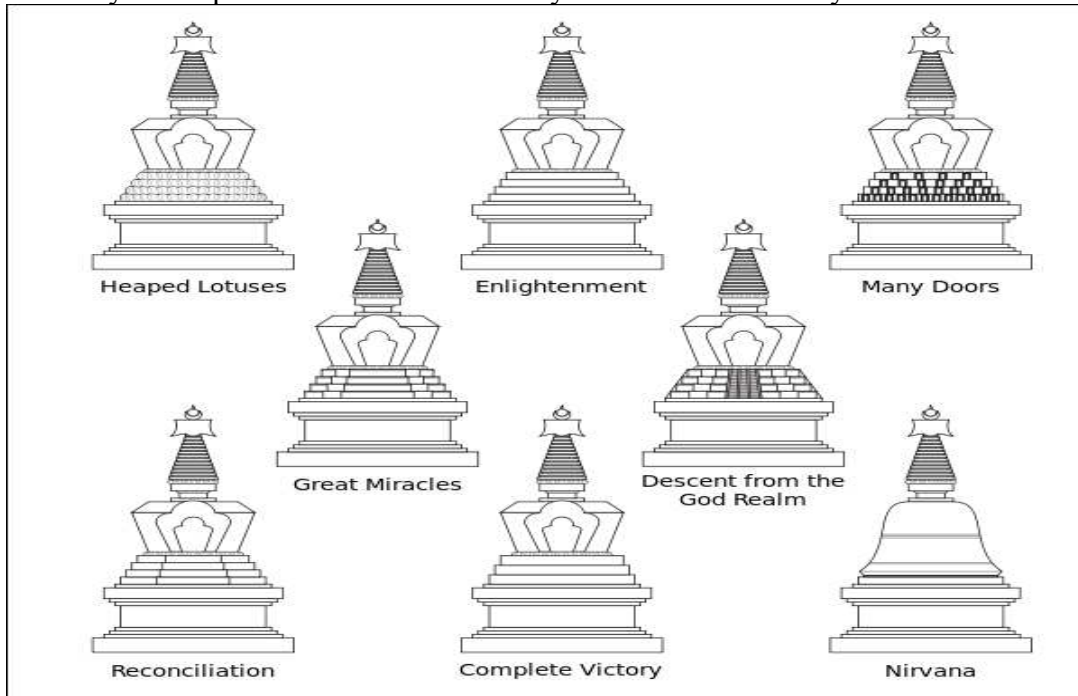 Heaped Lotuses
Enlightenment
Many Doors
Great Miracles
Descent from the
God Realm
Reconciliation
Complete Victory
Nirvana